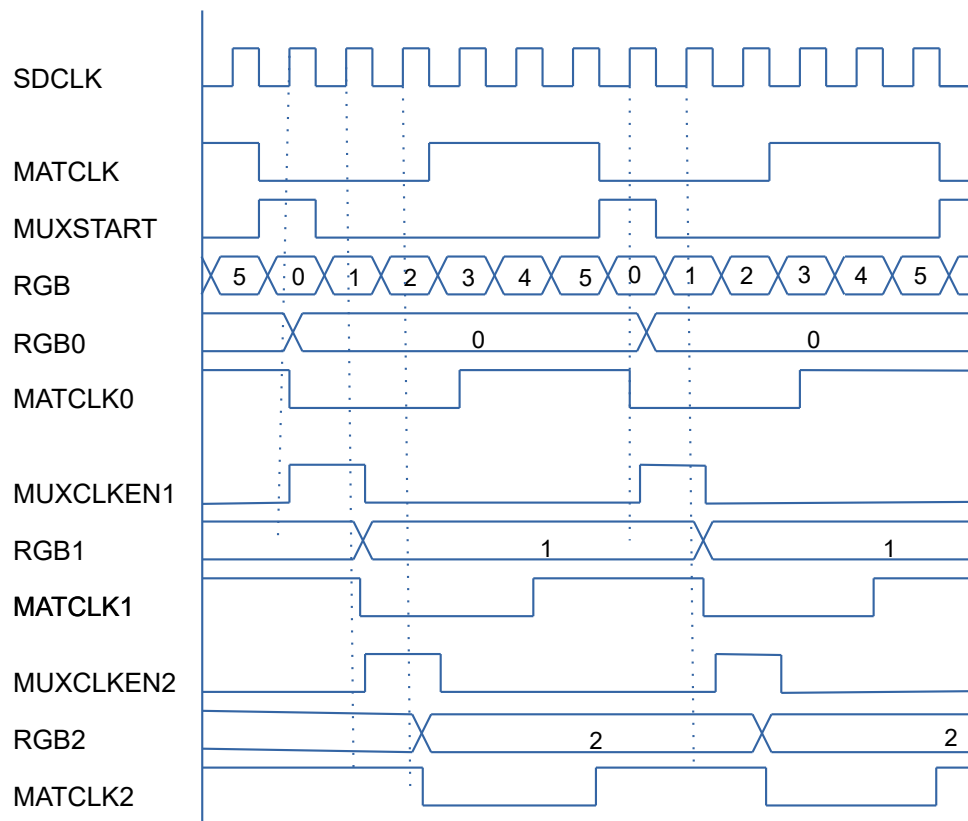 SDCLK
MATCLK
MUXSTART
RGB 5 0 1 2 3 4 5 0 1 2 3 4 5
RGB0 0 0
MATCLK0
MUXCLKEN1
RGB1 1 1
MATCLK1
MUXCLKEN2
RGB2 2 2
MATCLK2